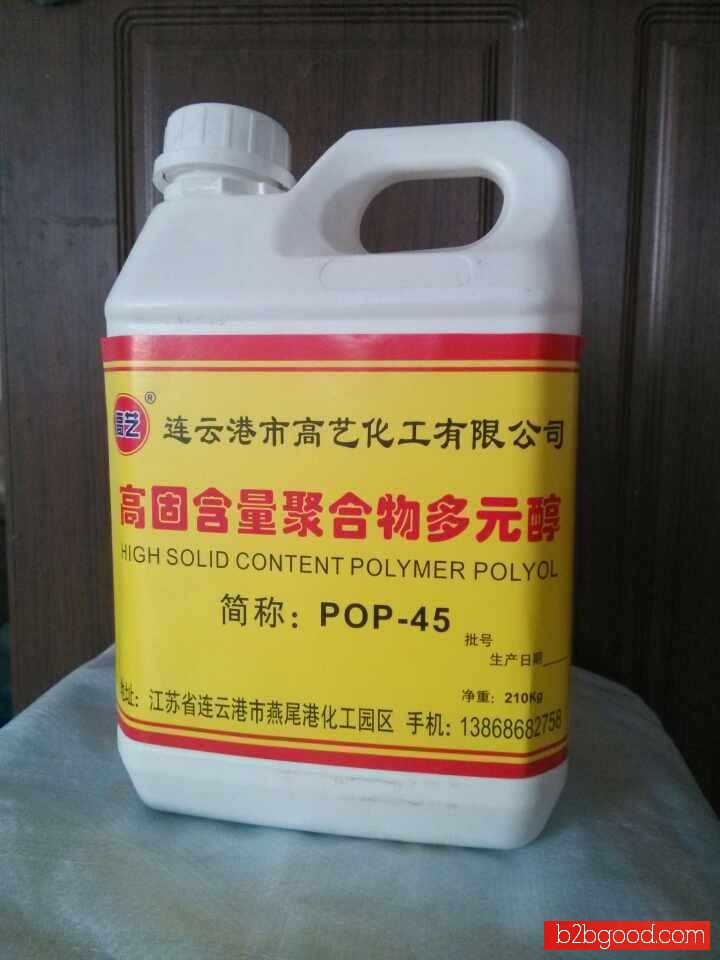 高艺 ®
连云港市高艺化工有限公司
高固含量聚合物多元醇
HIGH SOLID CONTENT POLYMER POLYOL
简称：POP-45
批号
生产日期
净重：210Kg
地址：江苏省连云港市燕尾港化工园区 手机：13868682758
b2bgood.com